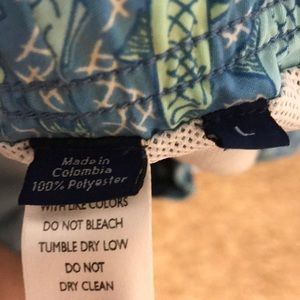 L
Made in
Colombia
100% Polyester
WITH LIKE COLORS
DO NOT BLEACH
TUMBLE DRY LOW
DO NOT
DRY CLEAN